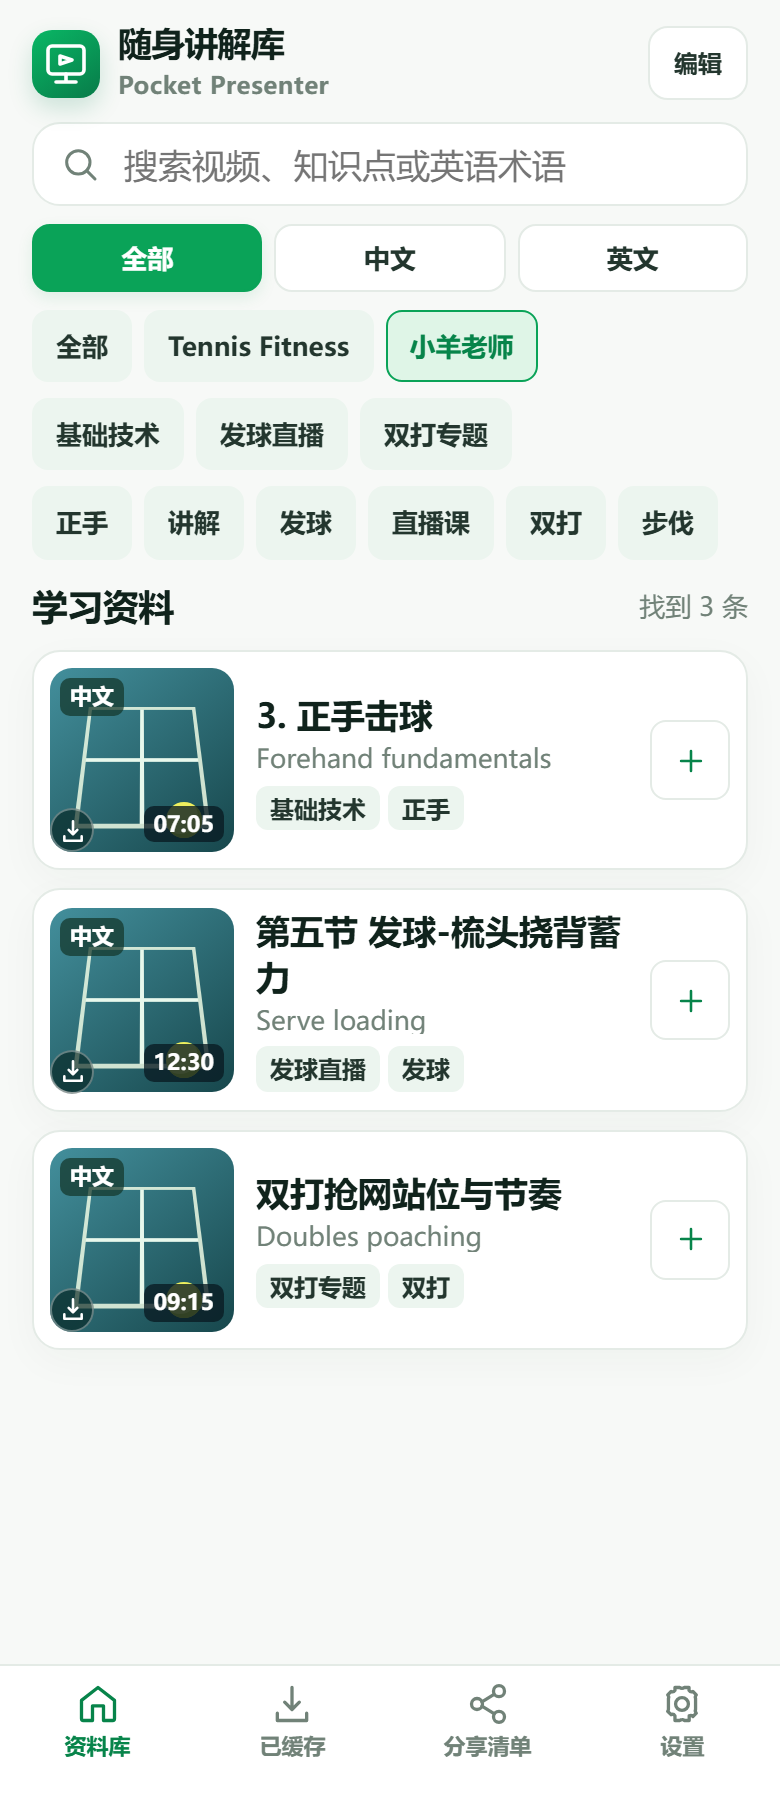 随身讲解库
Pocket Presenter
编辑
搜索视频、知识点或英语术语
全部 中文 英文
全部 Tennis Fitness 小羊老师
基础技术 发球直播 双打专题
正手 讲解 发球 直播课 双打 步伐
学习资料 找到 3 条
中文
07:05
3. 正手击球
Forehand fundamentals
基础技术 正手
中文
12:30
第五节 发球-梳头挠背蓄
力
Serve loading
发球直播 发球
中文
09:15
双打抢网站位与节奏
Doubles poaching
双打专题 双打
资料库 已缓存 分享清单 设置